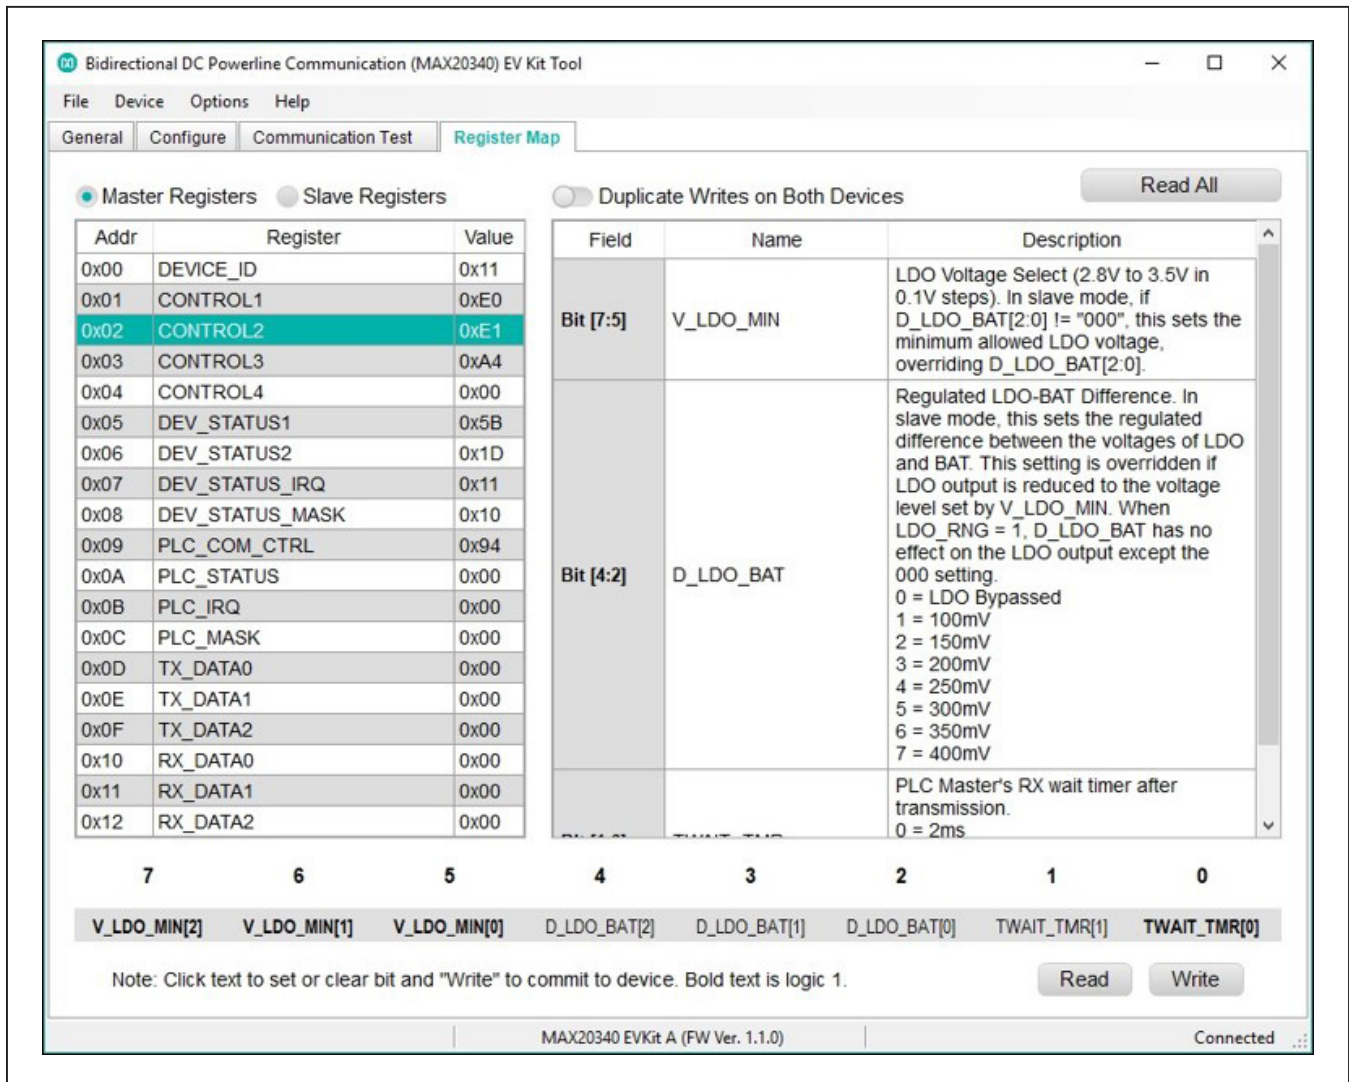 Bidirectional DC Powerline Communication (MAX20340) EV Kit Tool
File Device Options Help
General Configure Communication Test Register Map
Master Registers Slave Registers Duplicate Writes on Both Devices Read All
Addr Register Value
0x00 DEVICE_ID 0x11
0x01 CONTROL1 0xE0
0x02 CONTROL2 0xE1
0x03 CONTROL3 0xA4
0x04 CONTROL4 0x00
0x05 DEV_STATUS1 0x5B
0x06 DEV_STATUS2 0x1D
0x07 DEV_STATUS_IRQ 0x11
0x08 DEV_STATUS_MASK 0x10
0x09 PLC_COM_CTRL 0x94
0x0A PLC_STATUS 0x00
0x0B PLC_IRQ 0x00
0x0C PLC_MASK 0x00
0x0D TX_DATA0 0x00
0x0E TX_DATA1 0x00
0x0F TX_DATA2 0x00
0x10 RX_DATA0 0x00
0x11 RX_DATA1 0x00
0x12 RX_DATA2 0x00
Field Name Description
Bit [7:5] V_LDO_MIN
LDO Voltage Select (2.8V to 3.5V in
0.1V steps). In slave mode, if
D_LDO_BAT[2:0] != "000", this sets the
minimum allowed LDO voltage,
overriding D_LDO_BAT[2:0].
Bit [4:2] D_LDO_BAT
Regulated LDO-BAT Difference. In
slave mode, this sets the regulated
difference between the voltages of LDO
and BAT. This setting is overridden if
LDO output is reduced to the voltage
level set by V_LDO_MIN. When
LDO_RNG = 1, D_LDO_BAT has no
effect on the LDO output except the
000 setting.
0 = LDO Bypassed
1 = 100mV
2 = 150mV
3 = 200mV
4 = 250mV
5 = 300mV
6 = 350mV
7 = 400mV
PLC Master's RX wait timer after
transmission.
0 = 2ms
7 6 5 4 3 2 1 0
V_LDO_MIN[2] V_LDO_MIN[1] V_LDO_MIN[0] D_LDO_BAT[2] D_LDO_BAT[1] D_LDO_BAT[0] TWAIT_TMR[1] TWAIT_TMR[0]
Note: Click text to set or clear bit and "Write" to commit to device. Bold text is logic 1. Read Write
MAX20340 EVKit A (FW Ver. 1.1.0) Connected